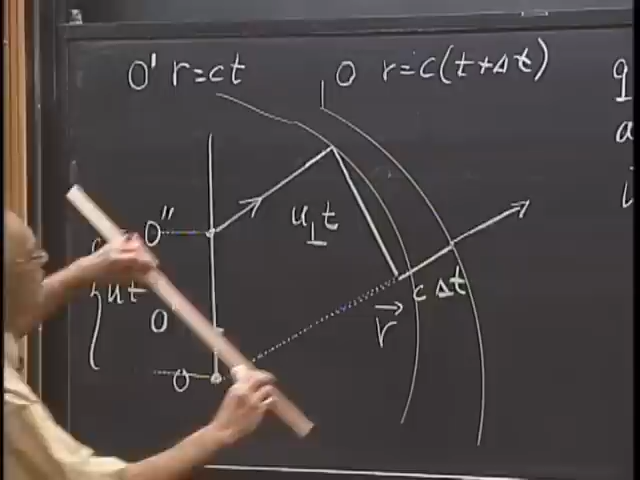 O' r=ct
O r=c(t+Δt)
q
a
O"
u⊥t
ut
c Δt
O
r⃗
O